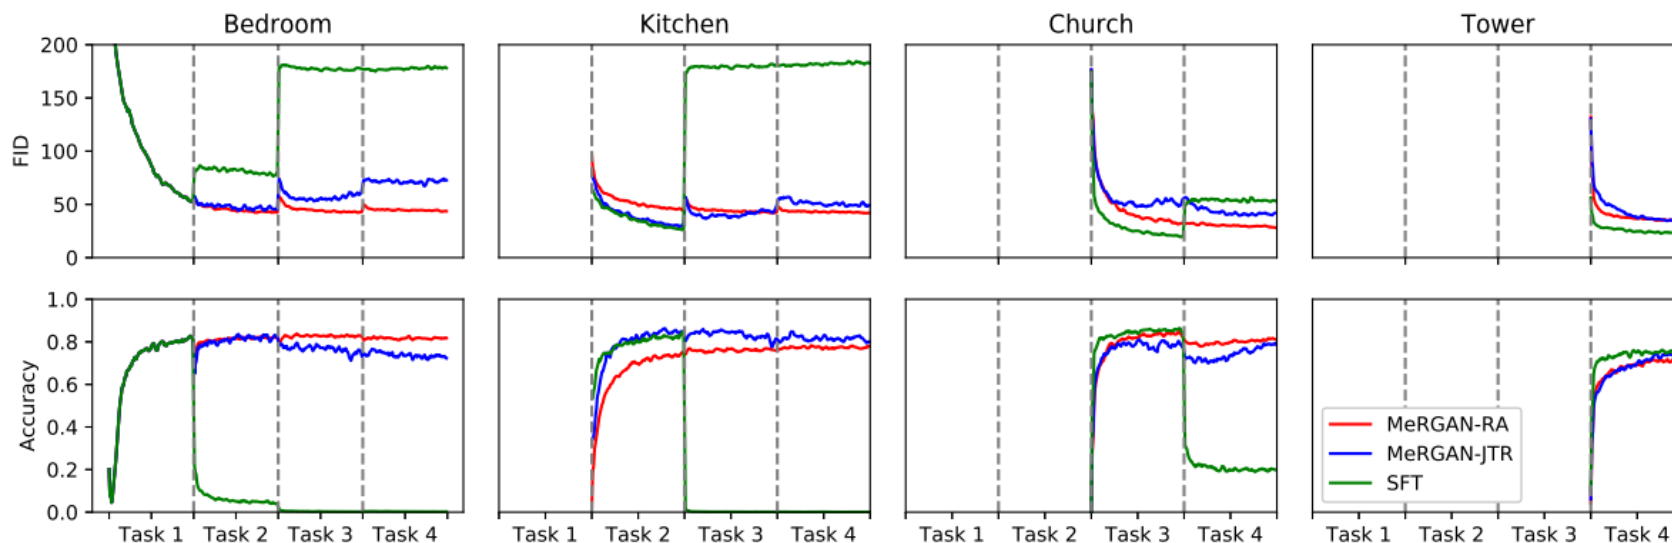 Bedroom Kitchen Church Tower
200
150
100
50
0
FID
1.0
0.8
0.6
0.4
0.2
0.0
Accuracy
MeRGAN-RA
MeRGAN-JTR
SFT
Task 1 Task 2 Task 3 Task 4 Task 1 Task 2 Task 3 Task 4 Task 1 Task 2 Task 3 Task 4 Task 1 Task 2 Task 3 Task 4